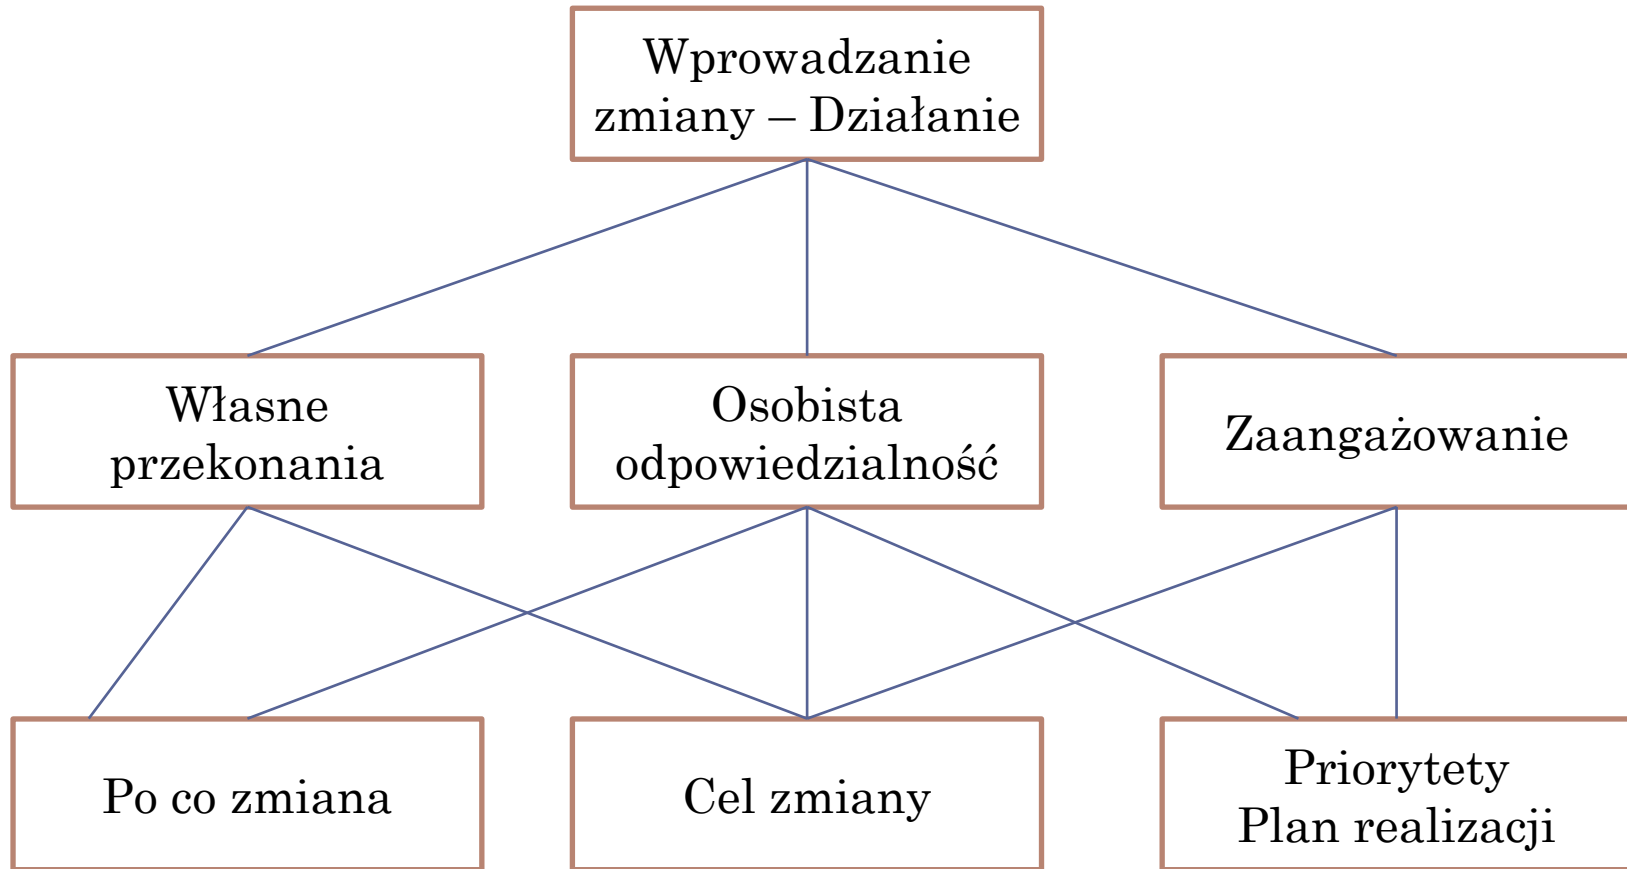 Wprowadzanie
zmiany – Działanie
Własne
przekonania
Osobista
odpowiedzialność
Zaangażowanie
Po co zmiana
Cel zmiany
Priorytety
Plan realizacji